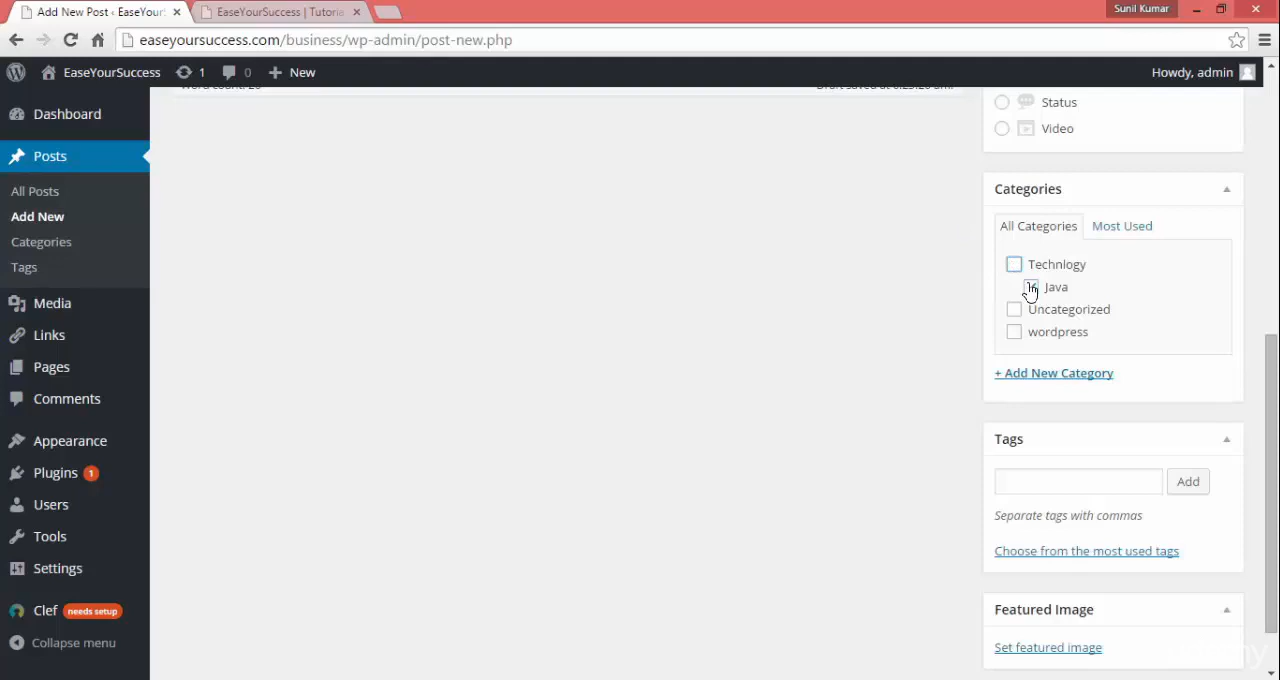 Add New Post ‹ EaseYour
EaseYourSuccess | Tutoria
Sunil Kumar
easeyoursuccess.com/business/wp-admin/post-new.php
EaseYourSuccess 1 0 New
Howdy, admin
Dashboard
Posts
All Posts
Add New
Categories
Tags
Media
Links
Pages
Comments
Appearance
Plugins 1
Users
Tools
Settings
Clef needs setup
Collapse menu
Status
Video
Categories
All Categories Most Used
Technlogy
Java
Uncategorized
wordpress
+ Add New Category
Tags
Add
Separate tags with commas
Choose from the most used tags
Featured Image
Set featured image